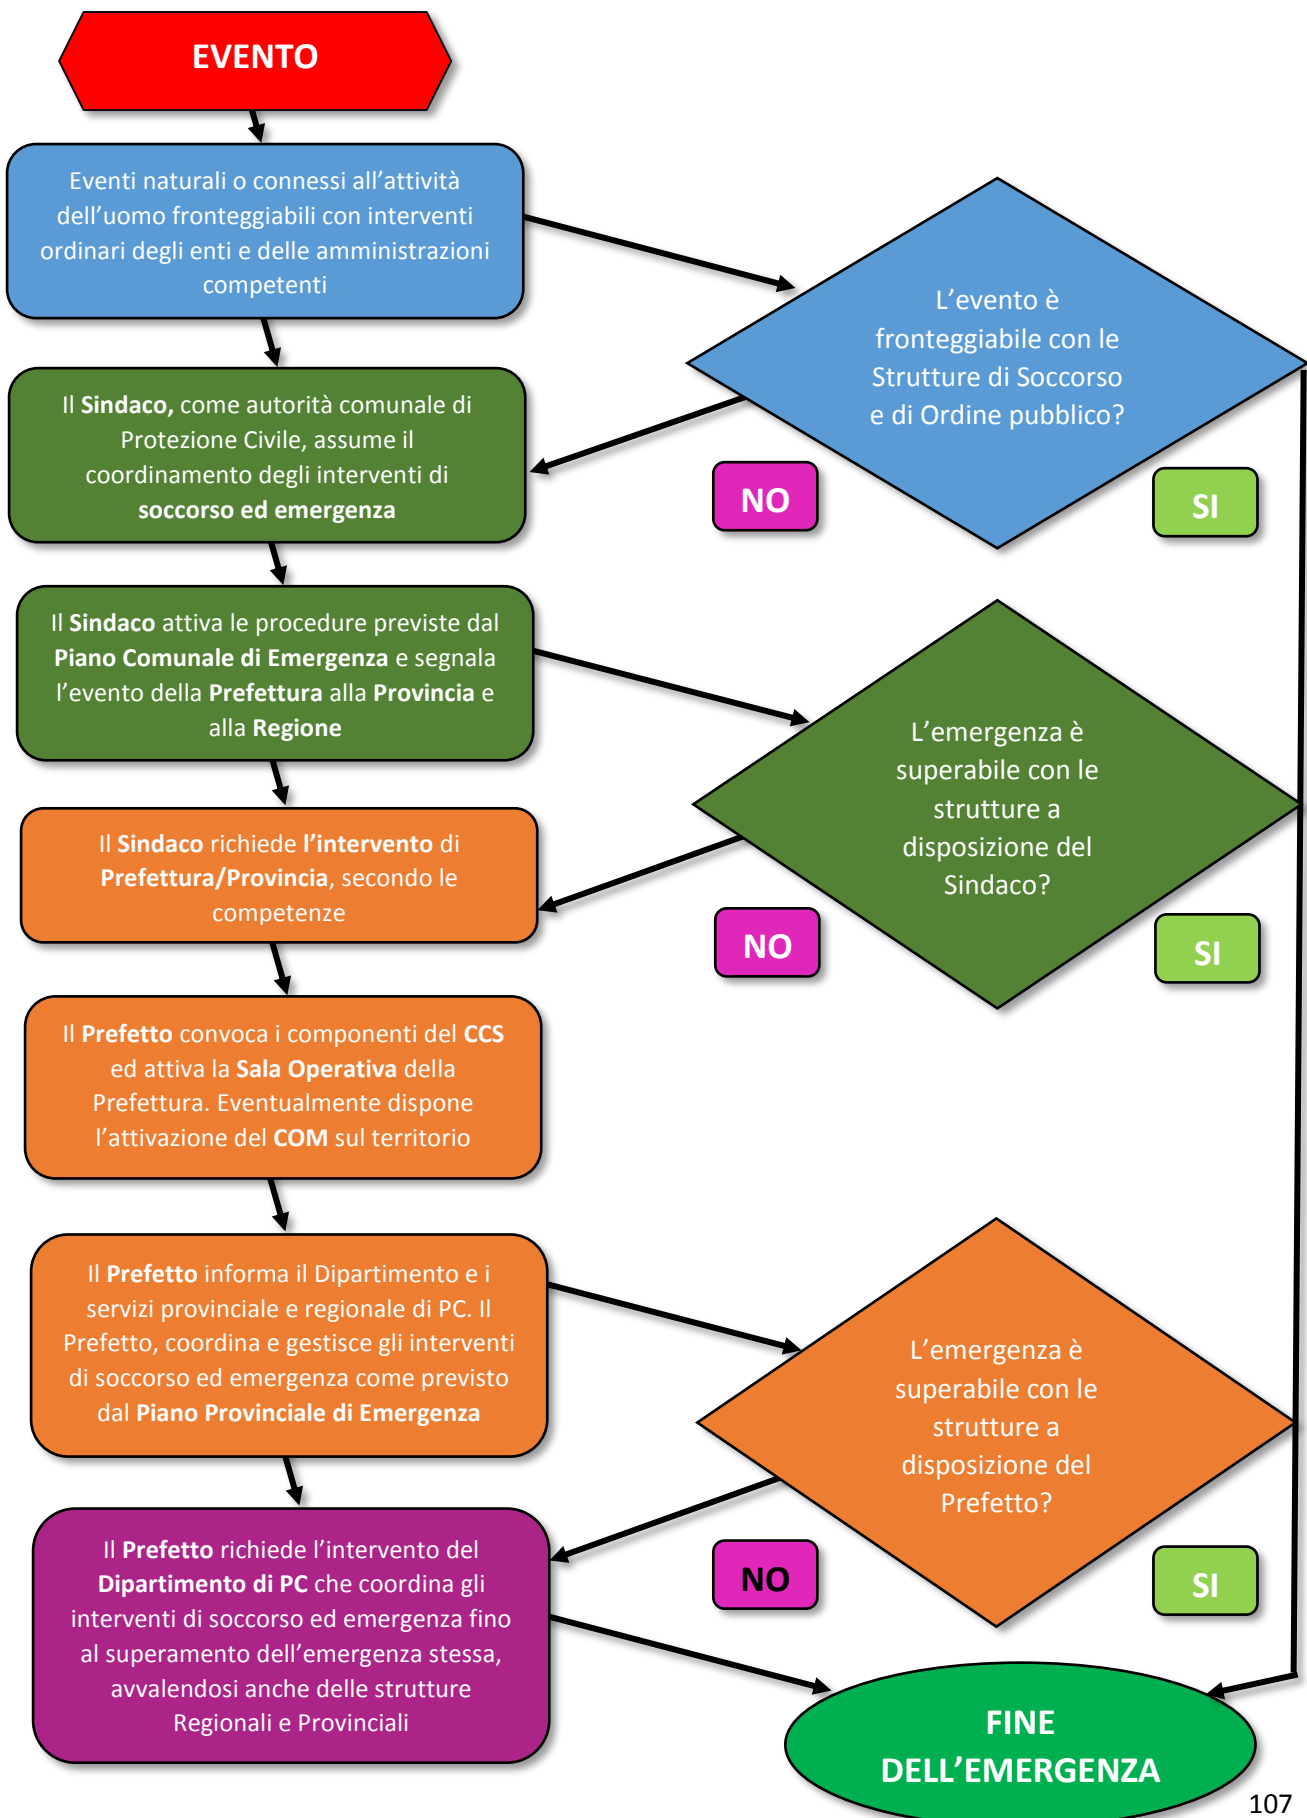 EVENTO
Eventi naturali o connessi all’attività
dell’uomo fronteggiabili con interventi
ordinari degli enti e delle amministrazioni
competenti
L’evento è
fronteggiabile con le
Strutture di Soccorso
e di Ordine pubblico?
NO
SI
Il Sindaco, come autorità comunale di
Protezione Civile, assume il
coordinamento degli interventi di
soccorso ed emergenza
Il Sindaco attiva le procedure previste dal
Piano Comunale di Emergenza e segnala
l’evento della Prefettura alla Provincia e
alla Regione
L’emergenza è
superabile con le
strutture a
disposizione del
Sindaco?
NO
SI
Il Sindaco richiede l’intervento di
Prefettura/Provincia, secondo le
competenze
Il Prefetto convoca i componenti del CCS
ed attiva la Sala Operativa della
Prefettura. Eventualmente dispone
l’attivazione del COM sul territorio
Il Prefetto informa il Dipartimento e i
servizi provinciale e regionale di PC. Il
Prefetto, coordina e gestisce gli interventi
di soccorso ed emergenza come previsto
dal Piano Provinciale di Emergenza
L’emergenza è
superabile con le
strutture a
disposizione del
Prefetto?
NO
SI
Il Prefetto richiede l’intervento del
Dipartimento di PC che coordina gli
interventi di soccorso ed emergenza fino
al superamento dell’emergenza stessa,
avvalendosi anche delle strutture
Regionali e Provinciali
FINE
DELL’EMERGENZA
107